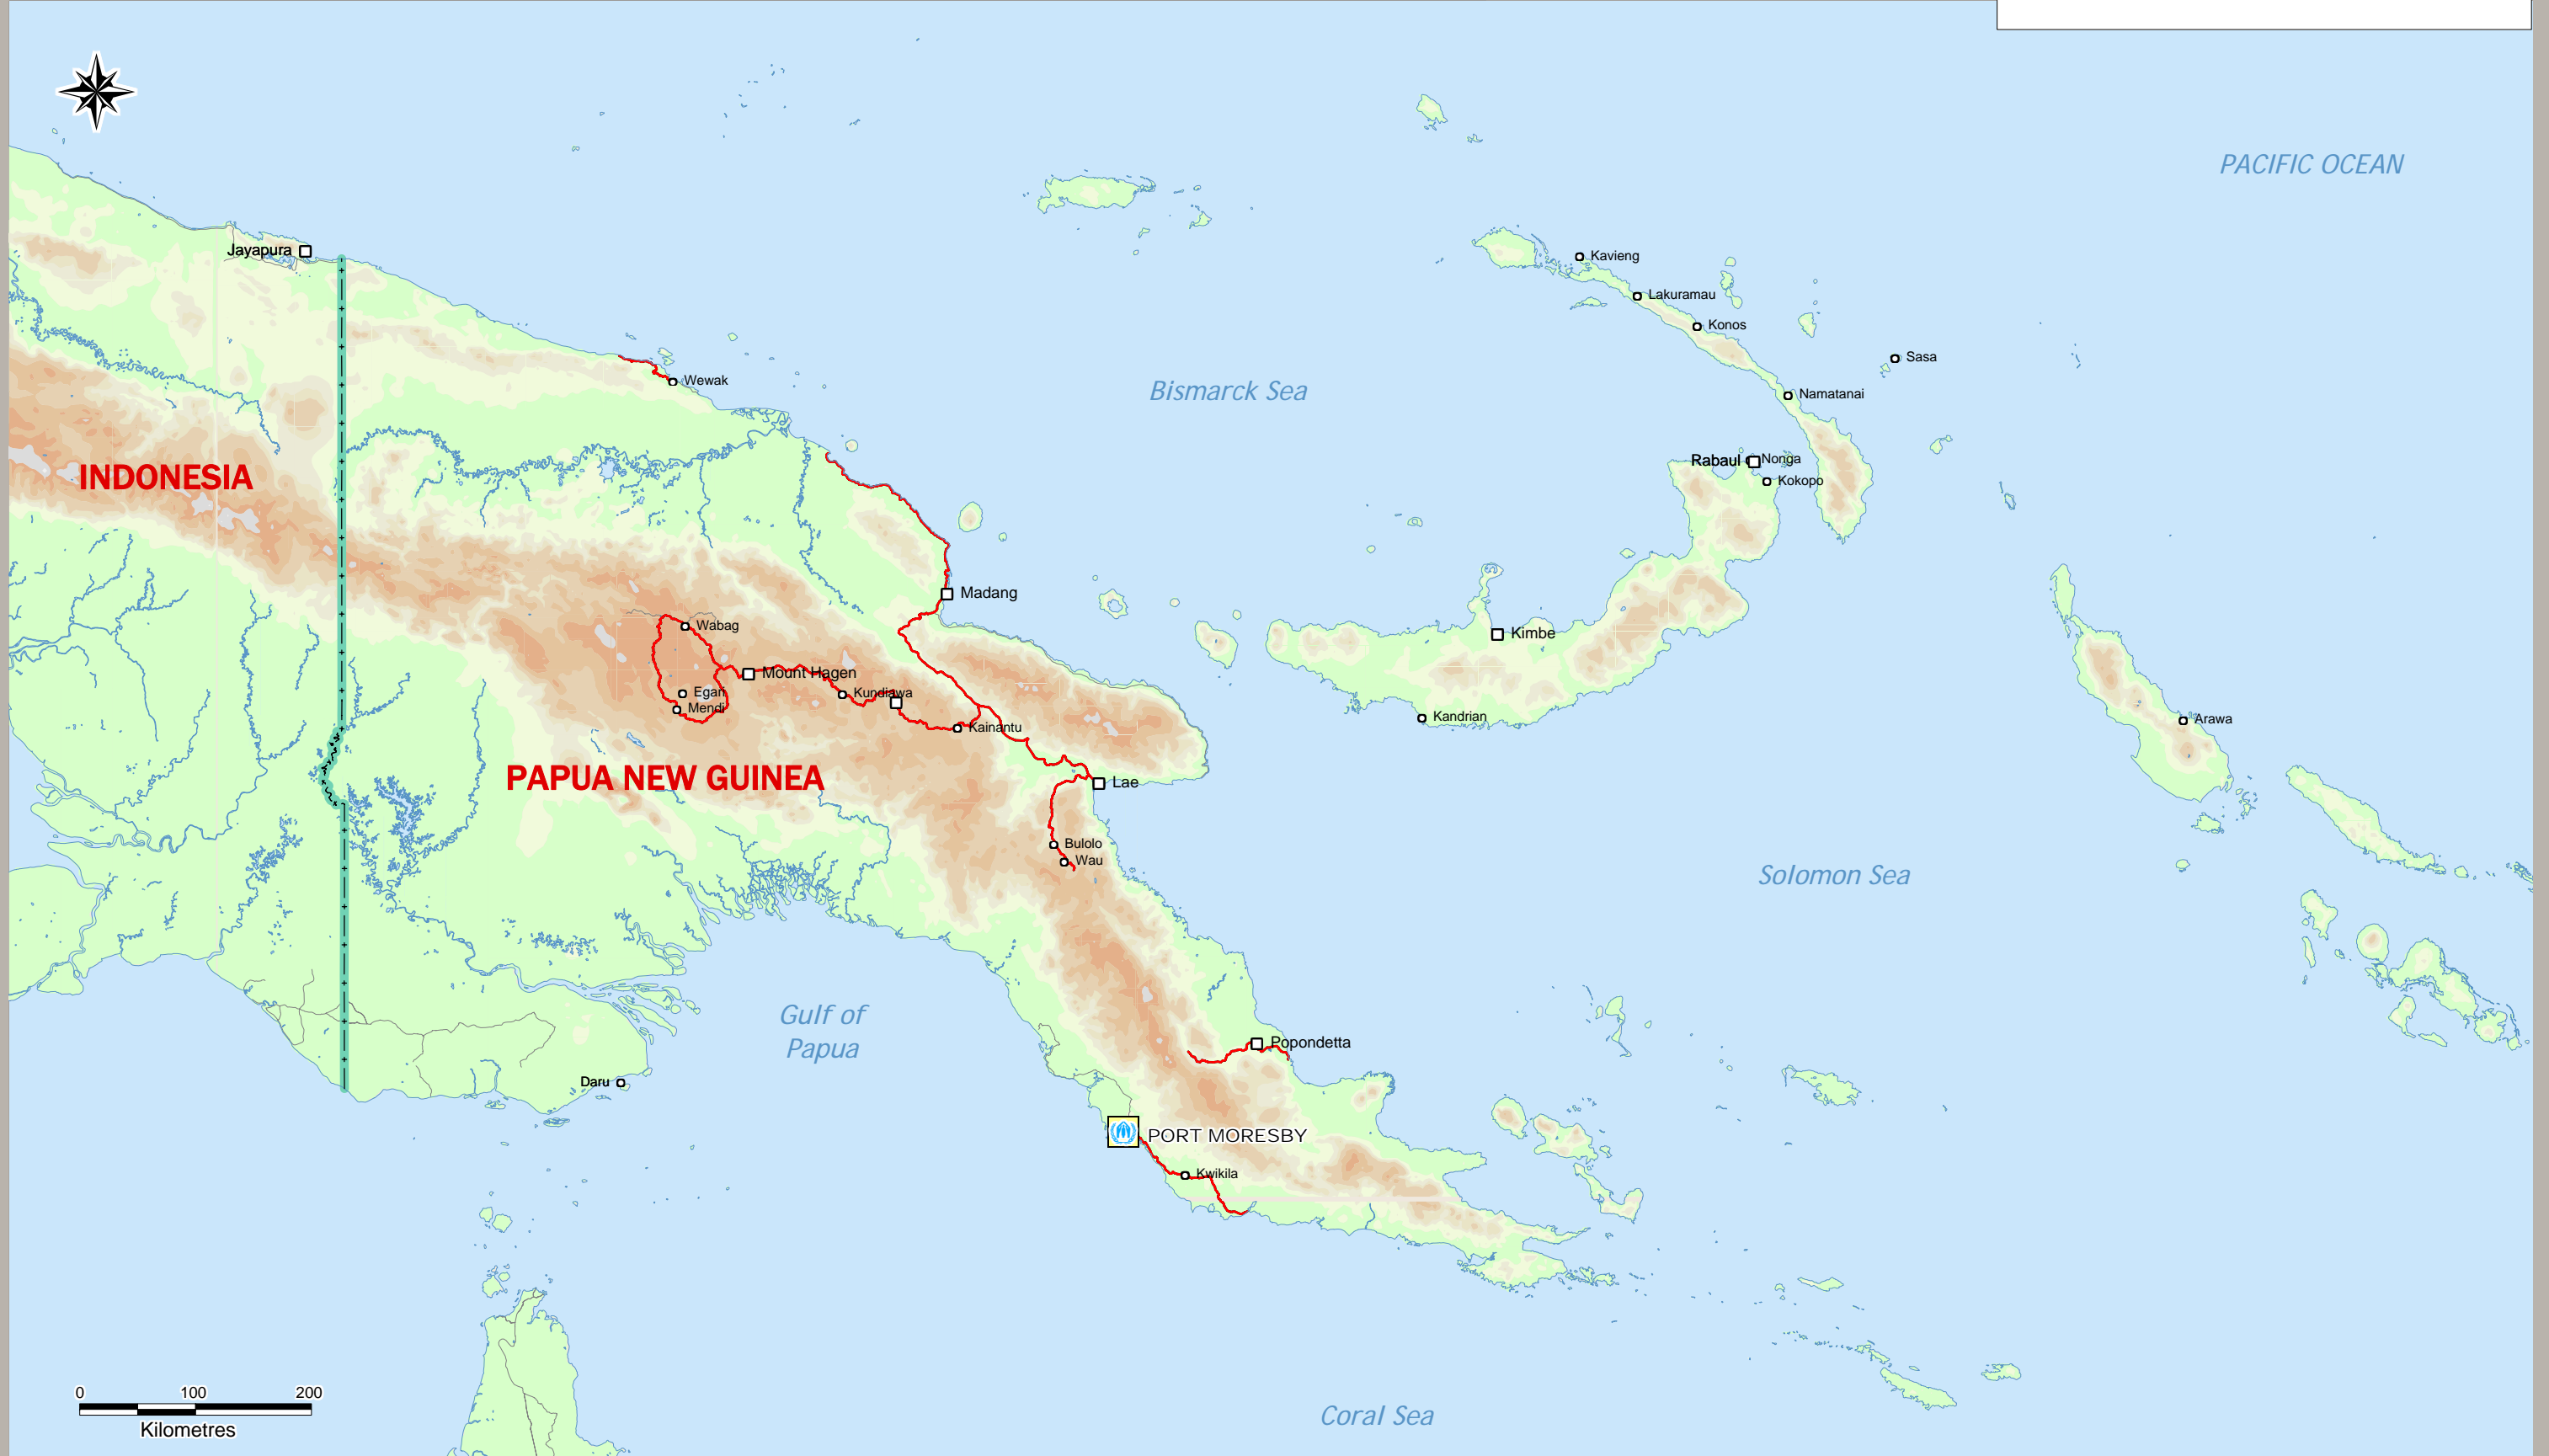 PACIFIC OCEAN
Jayapura
Kavieng
Lakuramau
Konos
Sasa
Wewak
Bismarck Sea
Namatanai
INDONESIA
Rabaul
Nonga
Kokopo
Madang
Wabag
Kimbe
Mount Hagen
Egari
Kundiawa
Mendi
Kandrian
Arawa
Kainantu
PAPUA NEW GUINEA
Lae
Bulolo
Wau
Solomon Sea
Gulf of
Papua
Popondetta
Daru
PORT MORESBY
Kwikila
0 100 200
Kilometres
Coral Sea